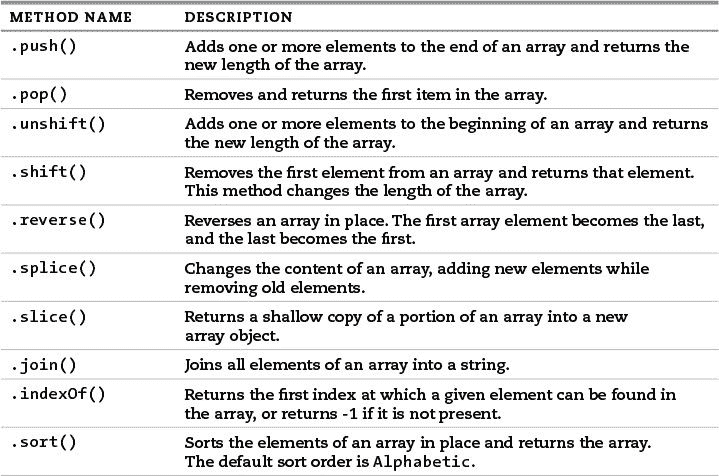 METHOD NAME DESCRIPTION
.push() Adds one or more elements to the end of an array and returns the
new length of the array.
.pop() Removes and returns the first item in the array.
.unshift() Adds one or more elements to the beginning of an array and returns
the new length of the array.
.shift() Removes the first element from an array and returns that element.
This method changes the length of the array.
.reverse() Reverses an array in place. The first array element becomes the last,
and the last becomes the first.
.splice() Changes the content of an array, adding new elements while
removing old elements.
.slice() Returns a shallow copy of a portion of an array into a new
array object.
.join() Joins all elements of an array into a string.
.indexOf() Returns the first index at which a given element can be found in
the array, or returns -1 if it is not present.
.sort() Sorts the elements of an array in place and returns the array.
The default sort order is Alphabetic.